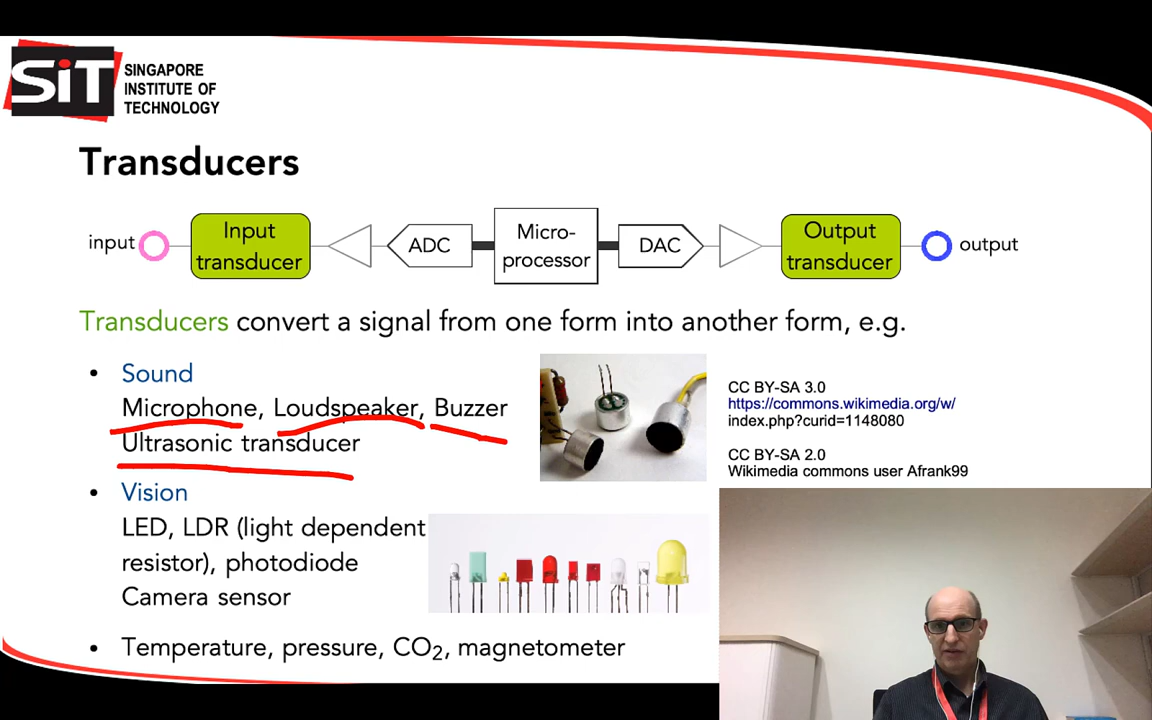 SiT
SINGAPORE
INSTITUTE OF
TECHNOLOGY
Transducers
input
Input
transducer
ADC
Micro-
processor
DAC
Output
transducer
output
Transducers convert a signal from one form into another form, e.g.
• Sound
Microphone, Loudspeaker, Buzzer
Ultrasonic transducer
CC BY-SA 3.0
https://commons.wikimedia.org/w/
index.php?curid=1148080
CC BY-SA 2.0
Wikimedia commons user Afrank99
• Vision
LED, LDR (light dependent
resistor), photodiode
Camera sensor
• Temperature, pressure, CO₂, magnetometer